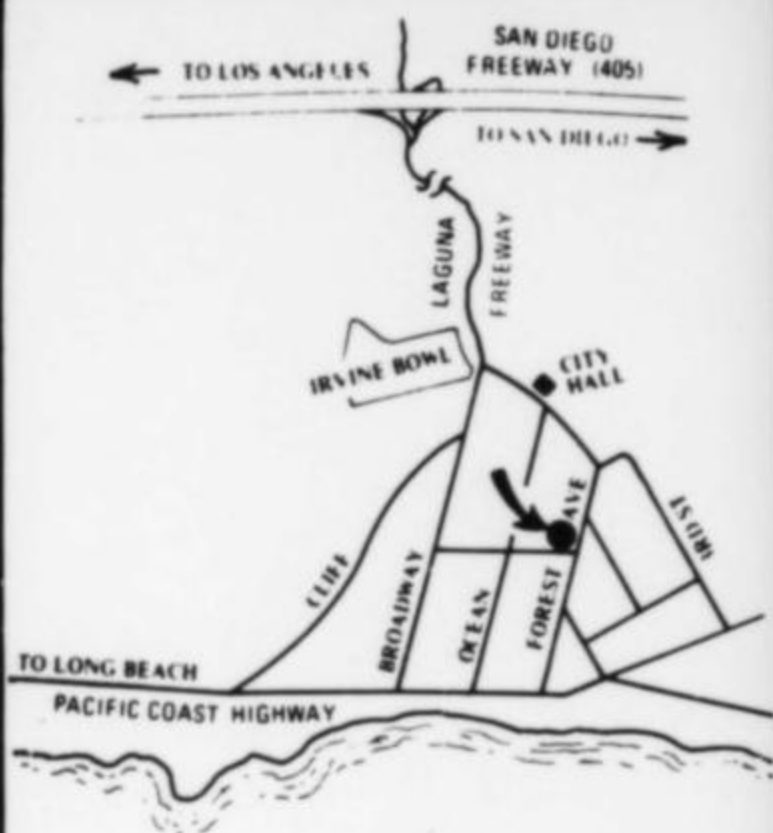 SAN DIEGO
FREEWAY (405)
TO LOS ANGELES
TO SAN DIEGO
LAGUNA
FREEWAY
IRVINE BOWL
CITY
HALL
AVE
3RD ST
CLIFF
BROADWAY
OCEAN
FOREST
TO LONG BEACH
PACIFIC COAST HIGHWAY